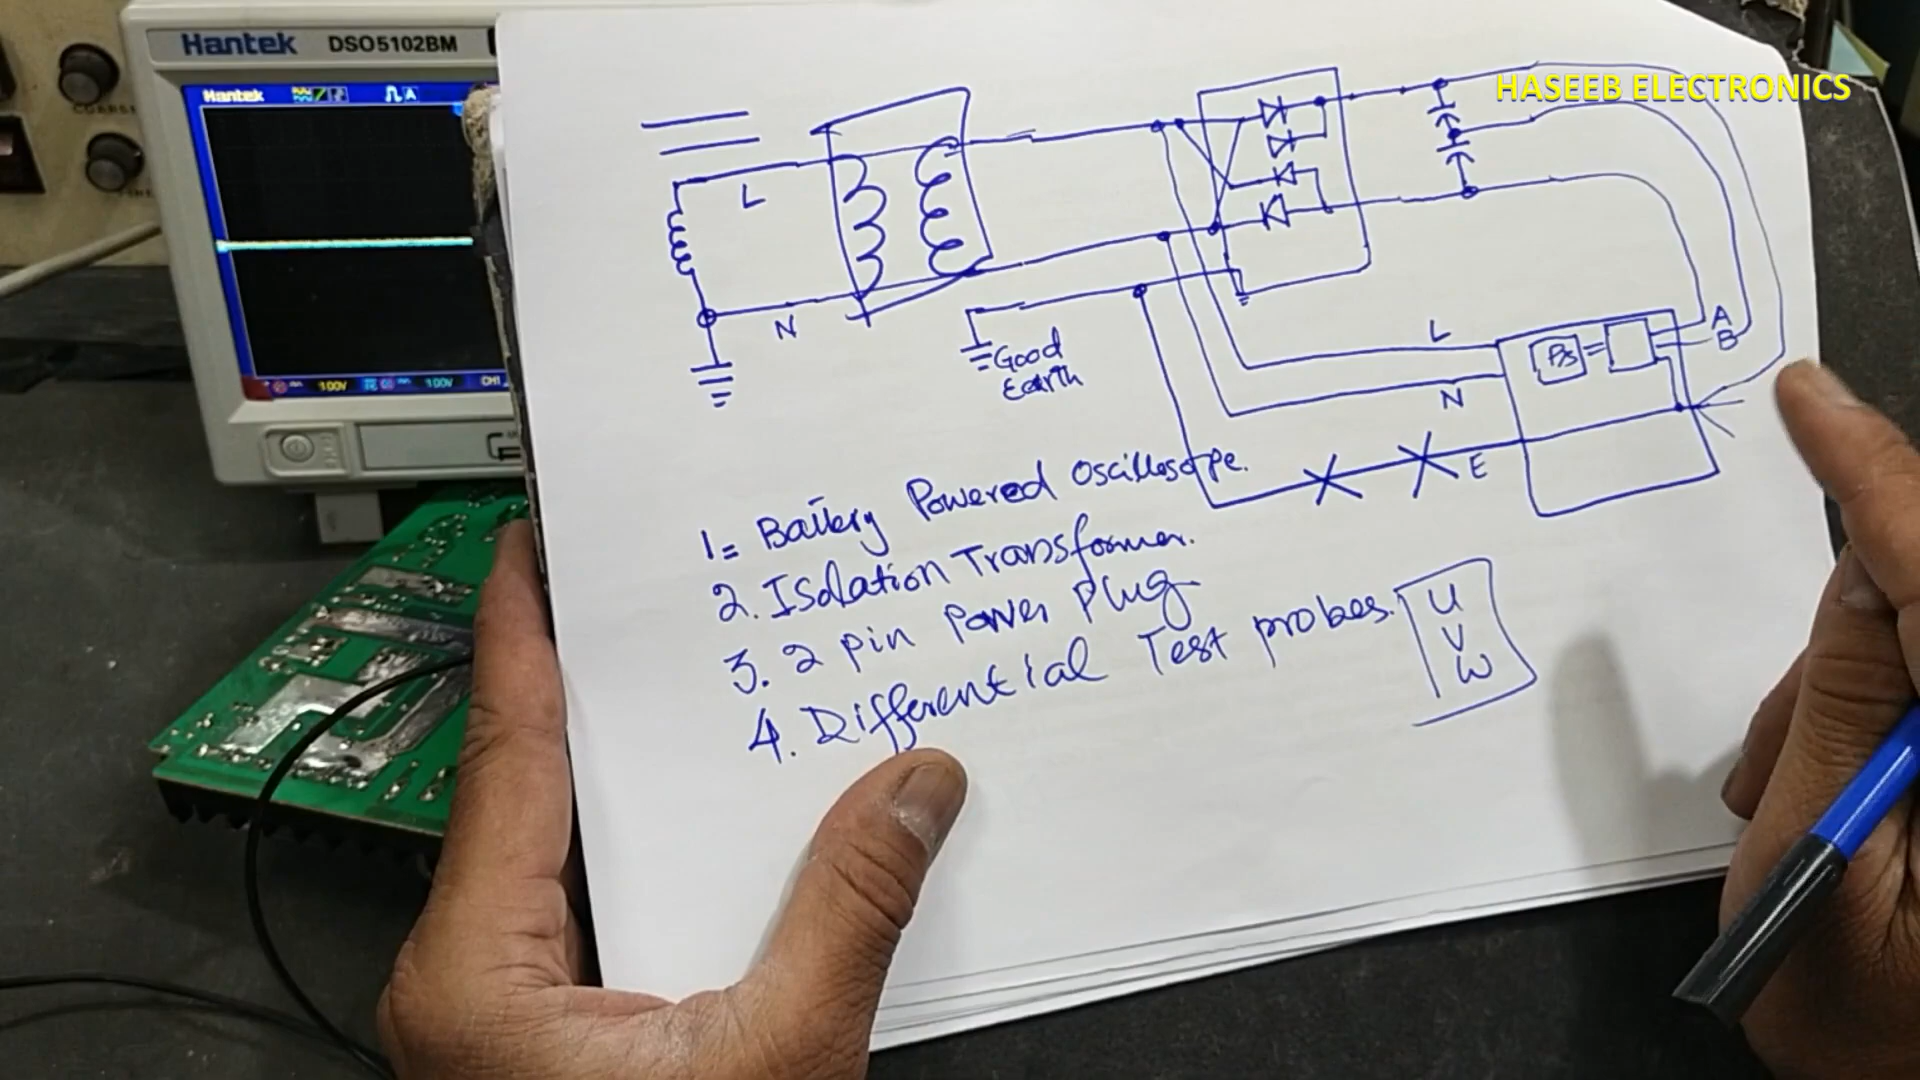 Hantek DSO5102BM
HASEEB ELECTRONICS
Hantek
L
N
Good
Earth
L
N
E
PS
A
B
100V 100V CH1
1= Battery Powered Oscilloscope.
2. Isolation Transformer.
3. 2 pin Power Plug
4. Differential Test probes.
U
V
W